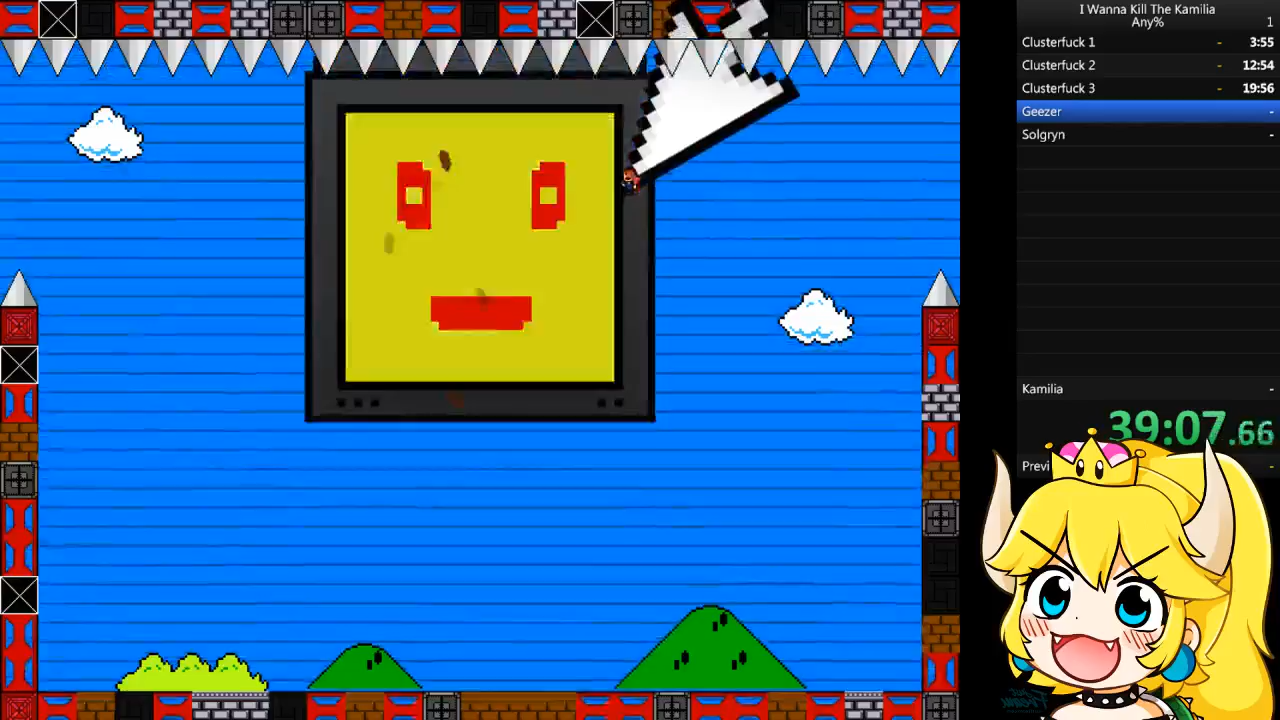 I Wanna Kill The Kamilia
Any% 1
Clusterfuck 1 - 3:55
Clusterfuck 2 - 12:54
Clusterfuck 3 - 19:56
Geezer -
Solgryn -
Kamilia -
39:07.66
Previ -